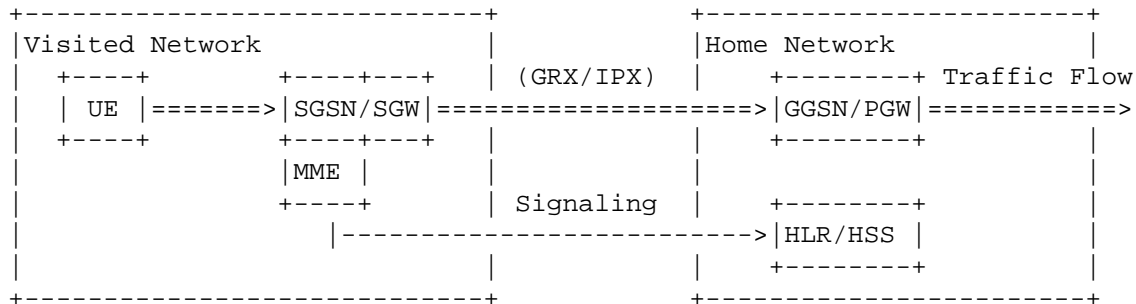 Visited Network Home Network
(GRX/IPX) Traffic Flow
UE SGSN/SGW GGSN/PGW
MME
Signaling
HLR/HSS